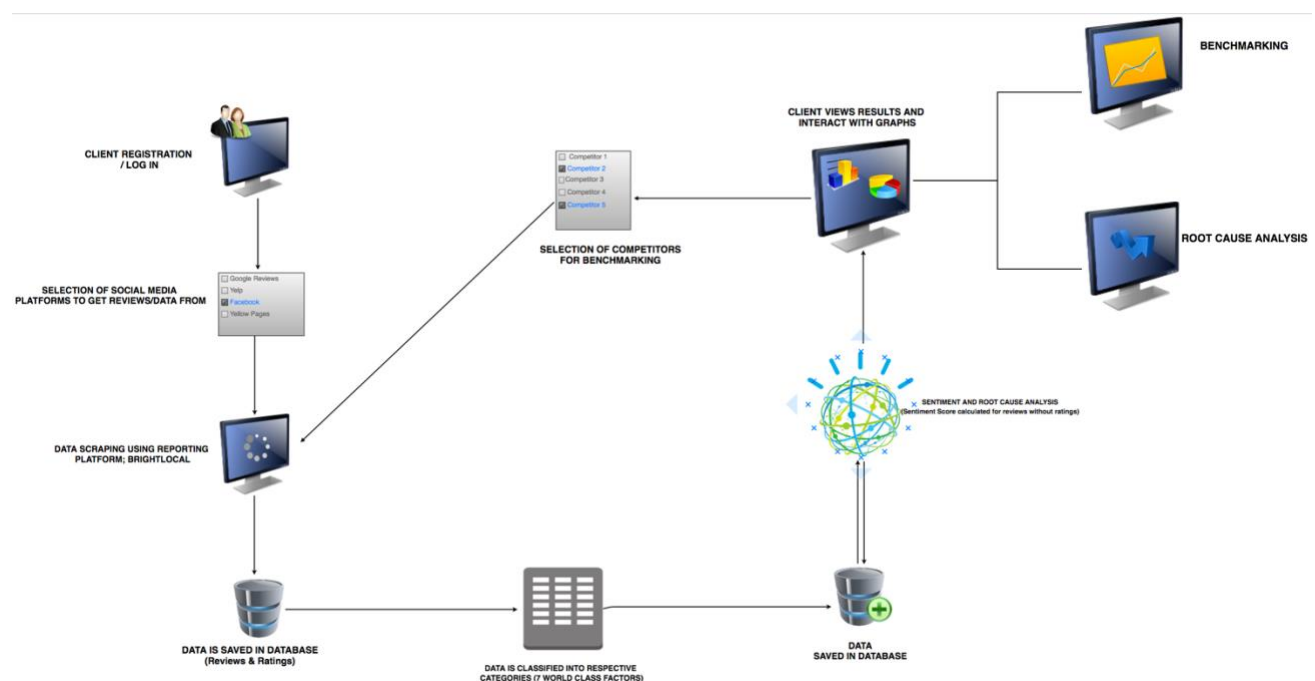 BENCHMARKING
CLIENT VIEWS RESULTS AND
INTERACT WITH GRAPHS
CLIENT REGISTRATION
/ LOG IN
Competitor 1
Competitor 2
Competitor 3
Competitor 4
Competitor 5
ROOT CAUSE ANALYSIS
SELECTION OF COMPETITORS
FOR BENCHMARKING
SELECTION OF SOCIAL MEDIA
PLATFORMS TO GET REVIEWS/DATA FROM
Google Reviews
Yelp
Facebook
Yellow Pages
SENTIMENT AND ROOT CAUSE ANALYSIS
(Sentiment Score calculated for reviews without ratings)
DATA SCRAPING USING REPORTING
PLATFORM; BRIGHTLOCAL
DATA IS SAVED IN DATABASE
(Reviews & Ratings)
DATA IS CLASSIFIED INTO RESPECTIVE
CATEGORIES (7 WORLD CLASS FACTORS)
DATA
SAVED IN DATABASE